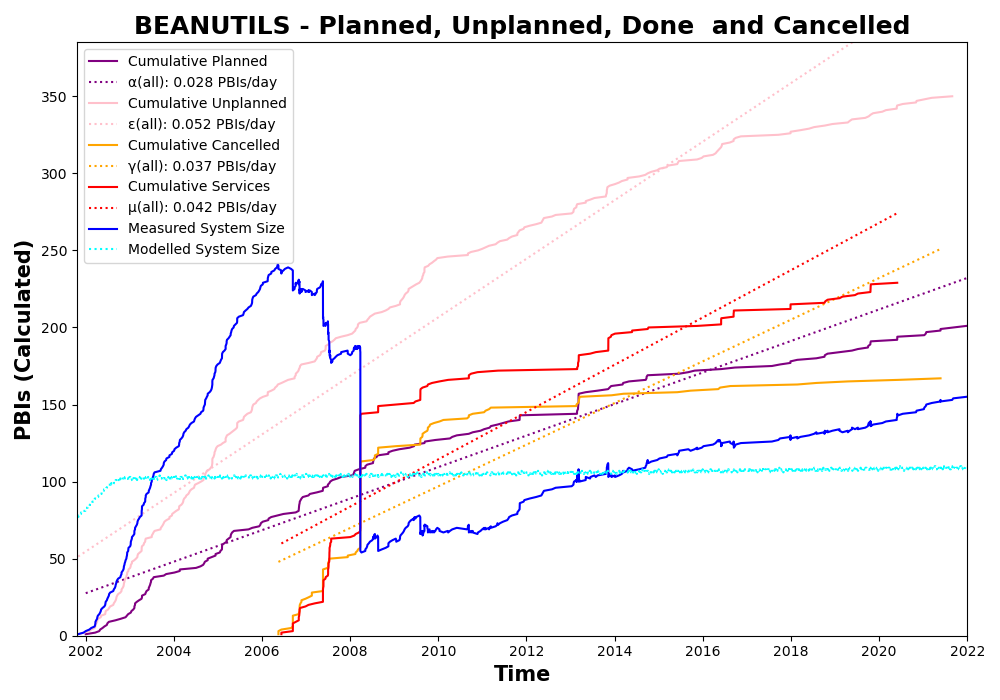 BEANUTILS - Planned, Unplanned, Done  and Cancelled
Cumulative Planned
α(all): 0.028 PBIs/day
Cumulative Unplanned
ε(all): 0.052 PBIs/day
Cumulative Cancelled
γ(all): 0.037 PBIs/day
Cumulative Services
μ(all): 0.042 PBIs/day
Measured System Size
Modelled System Size
PBIs (Calculated)
350
300
250
200
150
100
50
0
2002 2004 2006 2008 2010 2012 2014 2016 2018 2020 2022
Time